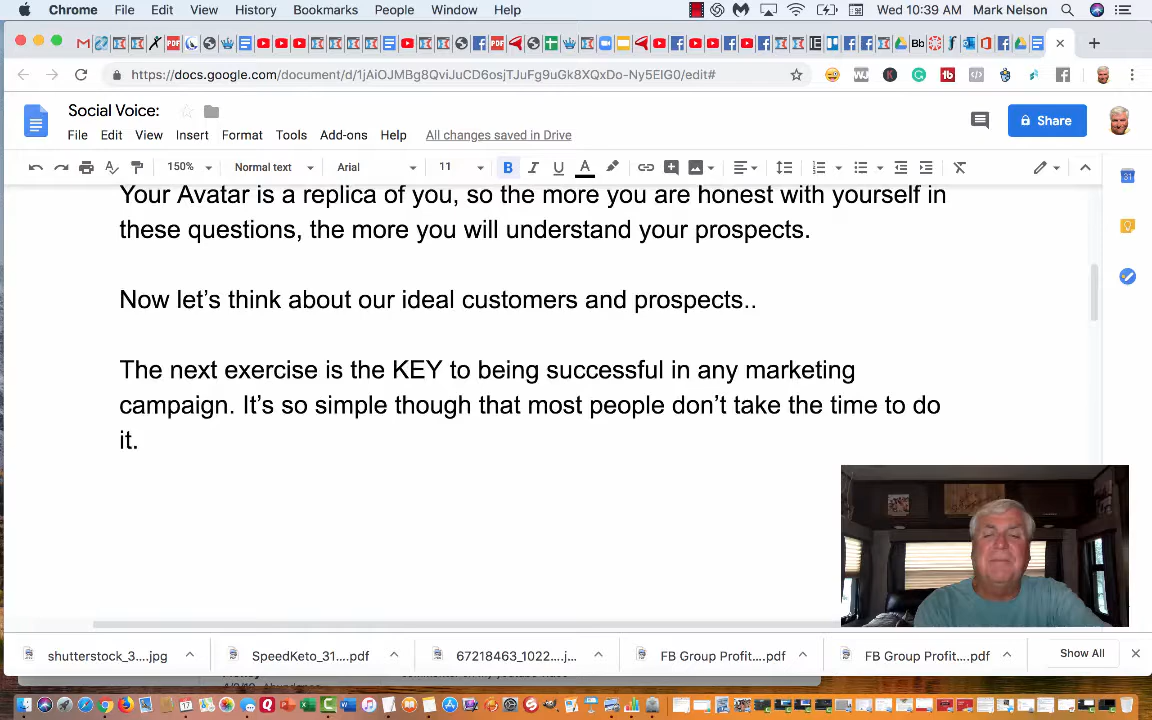 Chrome File Edit View History Bookmarks People Window Help Wed 10:39 AM Mark Nelson
https://docs.google.com/document/d/1jAiOJMBg8QviJuCD6osjTJuFg9uGk8XQxDo-Ny5EIG0/edit#
Social Voice:
File Edit View Insert Format Tools Add-ons Help All changes saved in Drive
Share
150% Normal text Arial 11 B I U A
Your Avatar is a replica of you, so the more you are honest with yourself in
these questions, the more you will understand your prospects.
Now let’s think about our ideal customers and prospects..
The next exercise is the KEY to being successful in any marketing
campaign. It’s so simple though that most people don’t take the time to do
it.
shutterstock_3....jpg SpeedKeto_31....pdf 67218463_1022....j... FB Group Profit....pdf FB Group Profit....pdf Show All